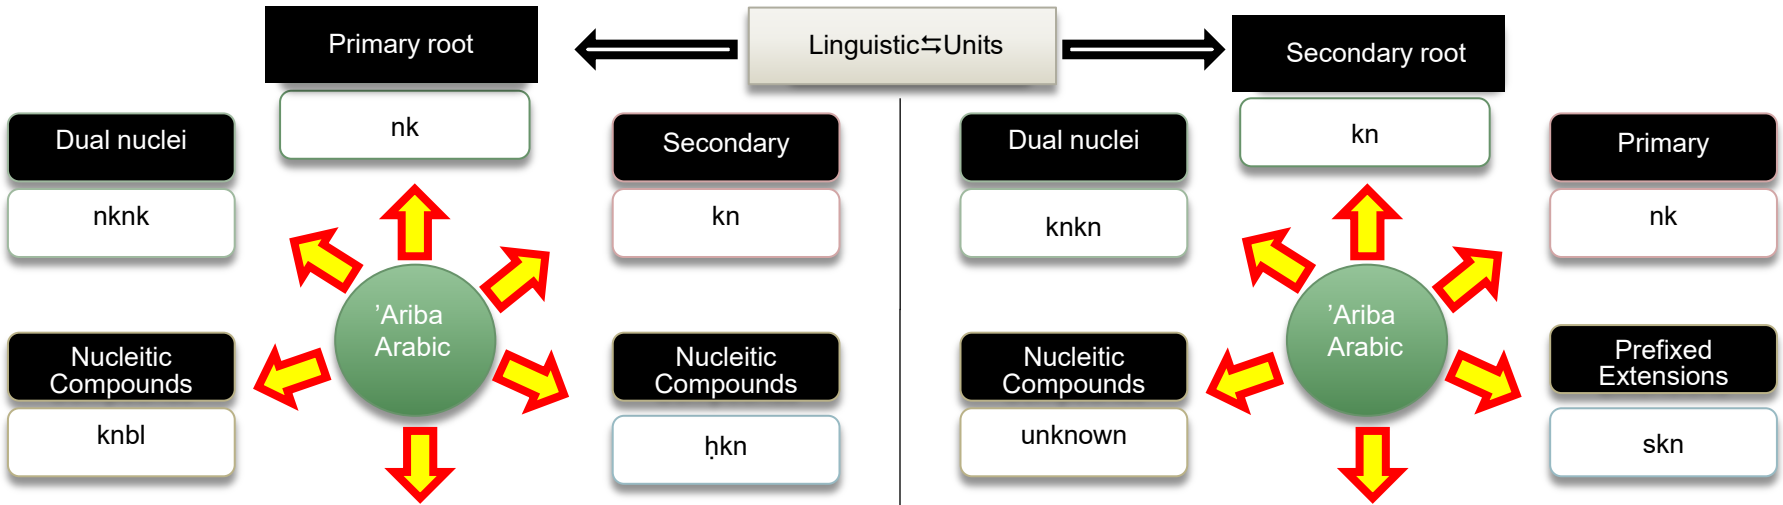 Linguistic⇆Units
Primary root
nk
Dual nuclei
nknk
Secondary
kn
’Ariba
Arabic
Nucleitic
Compounds
knbl
Nucleitic
Compounds
ḥkn
Secondary root
kn
Dual nuclei
knkn
Primary
nk
’Ariba
Arabic
Nucleitic
Compounds
unknown
Prefixed
Extensions
skn